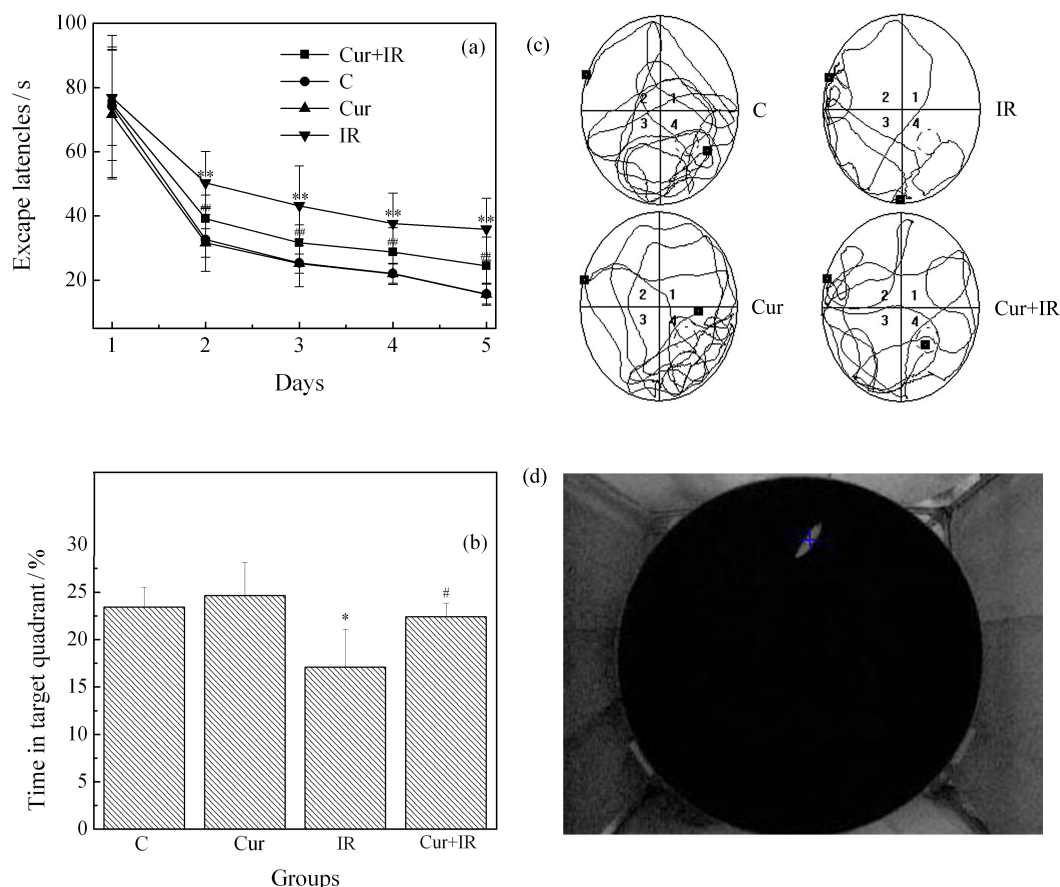 (a)
100
80
60
40
20
Excape latencles/s
Cur+IR
C
Cur
IR
**
**
**
**
##
##
##
##
1 2 3 4 5
Days
(c)
2 1
3 4
C
2 1
3 4
IR
2 1
3 4
Cur
2 1
3 4
Cur+IR
(b)
30
25
20
15
10
5
0
Time in target quadrant/%
*
#
C Cur IR Cur+IR
Groups
(d)